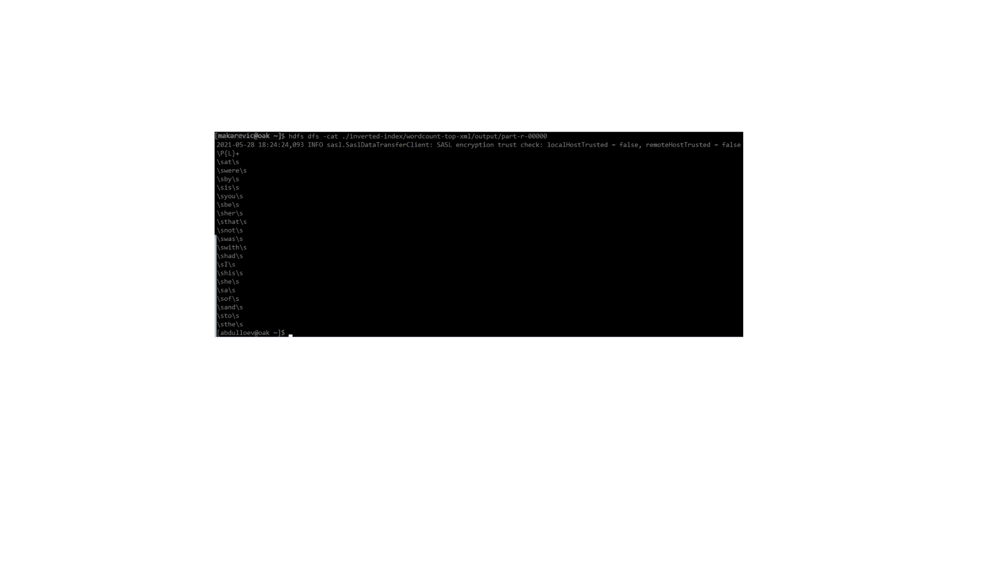 [makarevic@oak ~]$ hdfs dfs -cat ./inverted-index/wordcount-top-xml/output/part-r-00000
2021-05-28 18:24:24,093 INFO sasl.SaslDataTransferClient: SASL encryption trust check: localHostTrusted = false, remoteHostTrusted = false
\P{L}+
\sat\s
\swere\s
\sby\s
\sis\s
\syou\s
\sbe\s
\sher\s
\sthat\s
\snot\s
\swas\s
\swith\s
\shad\s
\sI\s
\shis\s
\she\s
\sa\s
\sof\s
\sand\s
\sto\s
\sthe\s
[abdulloev@oak ~]$